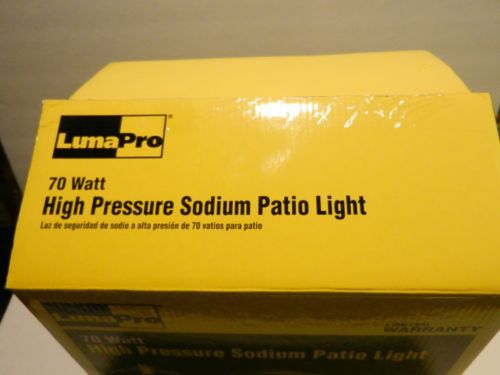 LumaPro®
70 Watt
High Pressure Sodium Patio Light
Luz de seguridad de sodio a alta presión de 70 vatios para patio
LumaPro
LIMITED
WARRANTY
70 Watt
High Pressure Sodium Patio Light